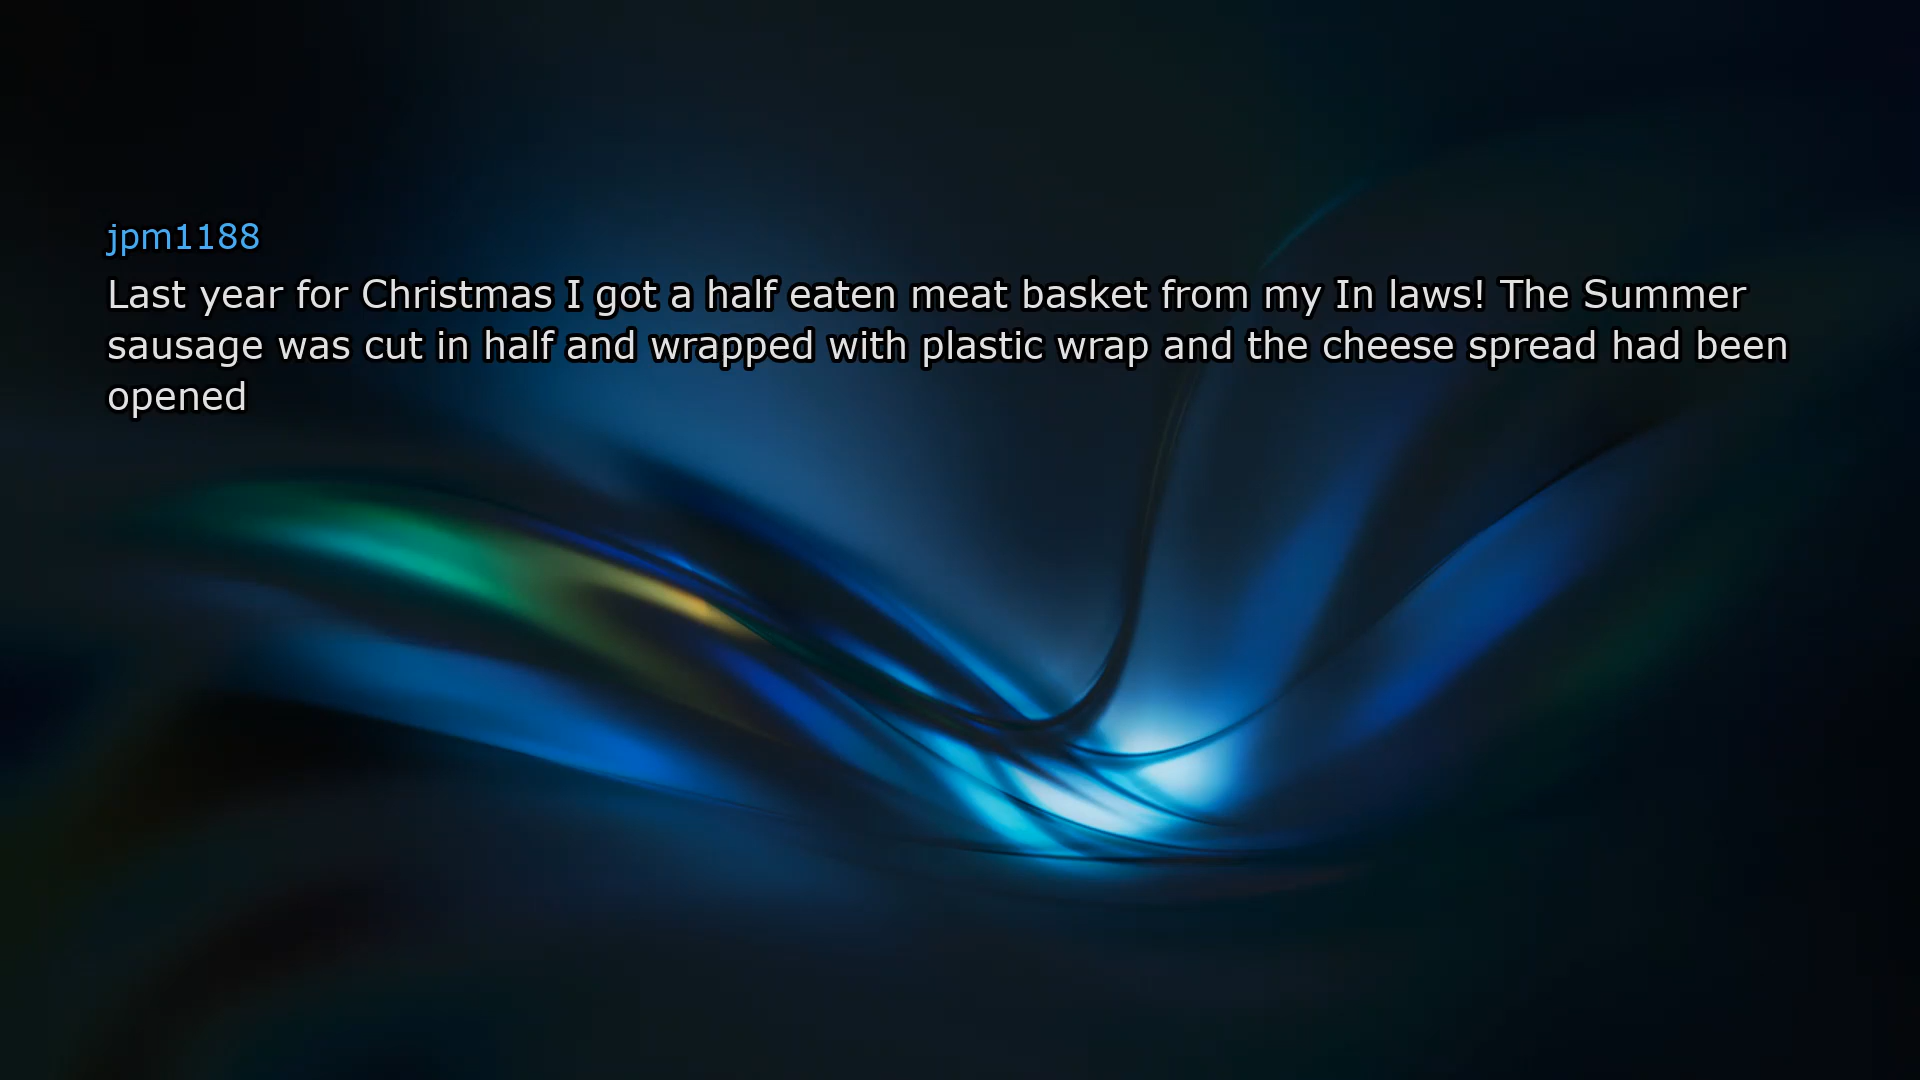 jpm1188
Last year for Christmas I got a half eaten meat basket from my In laws! The Summer
sausage was cut in half and wrapped with plastic wrap and the cheese spread had been
opened